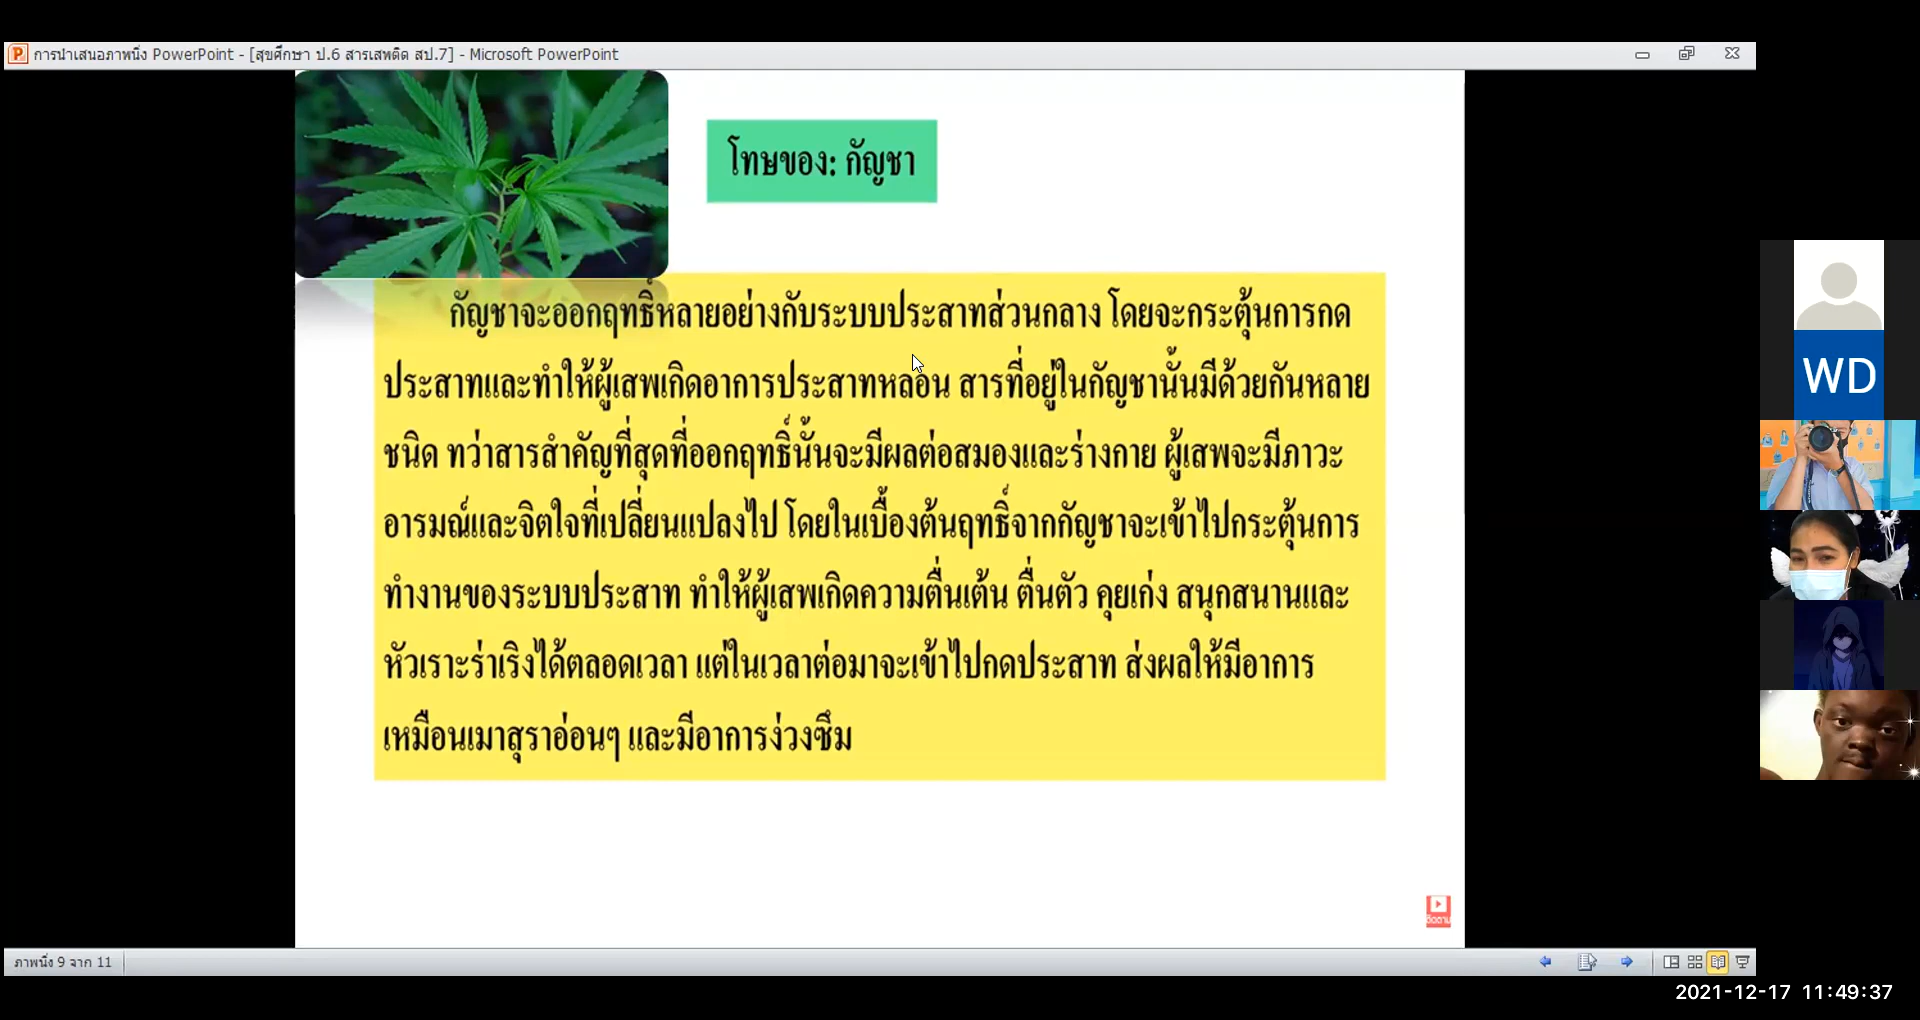 การนำเสนอภาพนิ่ง PowerPoint - [สุขศึกษา ป.6 สารเสพติด สป.7] - Microsoft PowerPoint
โทษของ: กัญชา
กัญชาจะออกฤทธิ์หลายอย่างกับระบบประสาทส่วนกลาง โดยจะกระตุ้นการกด
ประสาทและทำให้ผู้เสพเกิดอาการประสาทหลอน สารที่อยู่ในกัญชานั้นมีด้วยกันหลาย
ชนิด ทว่าสารสำคัญที่สุดที่ออกฤทธิ์นั้นจะมีผลต่อสมองและร่างกาย ผู้เสพจะมีภาวะ
อารมณ์และจิตใจที่เปลี่ยนแปลงไป โดยในเบื้องต้นฤทธิ์จากกัญชาจะเข้าไปกระตุ้นการ
ทำงานของระบบประสาท ทำให้ผู้เสพเกิดความตื่นเต้น ตื่นตัว คุยเก่ง สนุกสนานและ
หัวเราะร่าเริงได้ตลอดเวลา แต่ในเวลาต่อมาจะเข้าไปกดประสาท ส่งผลให้มีอาการ
เหมือนเมาสุราอ่อนๆ และมีอาการง่วงซึม
WD
ติดตาม
ภาพนิ่ง 9 จาก 11
2021-12-17 11:49:37